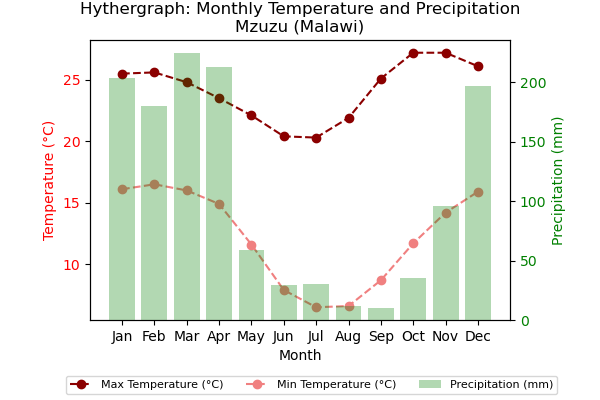 Hythergraph: Monthly Temperature and Precipitation
Mzuzu (Malawi)
Temperature (°C)
25
20
15
10
Precipitation (mm)
200
150
100
50
0
Jan Feb Mar Apr May Jun Jul Aug Sep Oct Nov Dec
Month
Max Temperature (°C) Min Temperature (°C) Precipitation (mm)